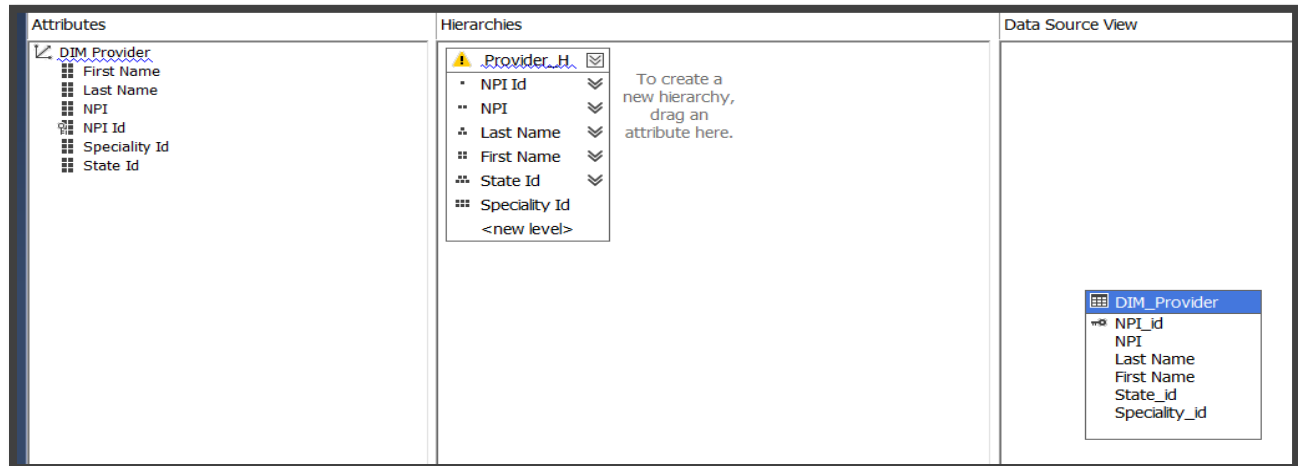 Attributes
DIM Provider
First Name
Last Name
NPI
NPI Id
Speciality Id
State Id
Hierarchies
Provider_H
NPI Id
NPI
Last Name
First Name
State Id
Speciality Id
<new level>
To create a
new hierarchy,
drag an
attribute here.
Data Source View
DIM_Provider
NPI_id
NPI
Last Name
First Name
State_id
Speciality_id